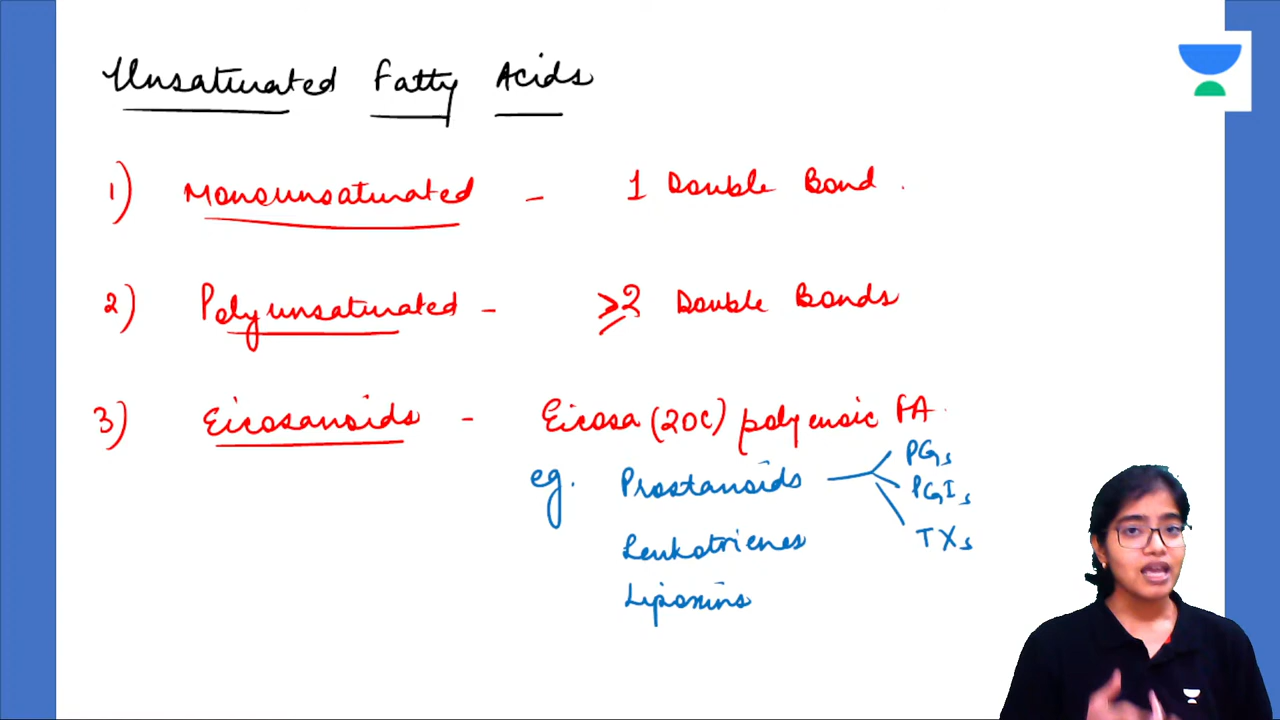 Unsaturated Fatty Acids
1) Monounsaturated - 1 Double Bond.
2) Polyunsaturated - ≥2 Double Bonds
3) Eicosanoids - Eicosa (20C) polyenoic FA.
eg. Prostanoids
PGs
PGIs
TXs
Leukotrienes
Lipoxins